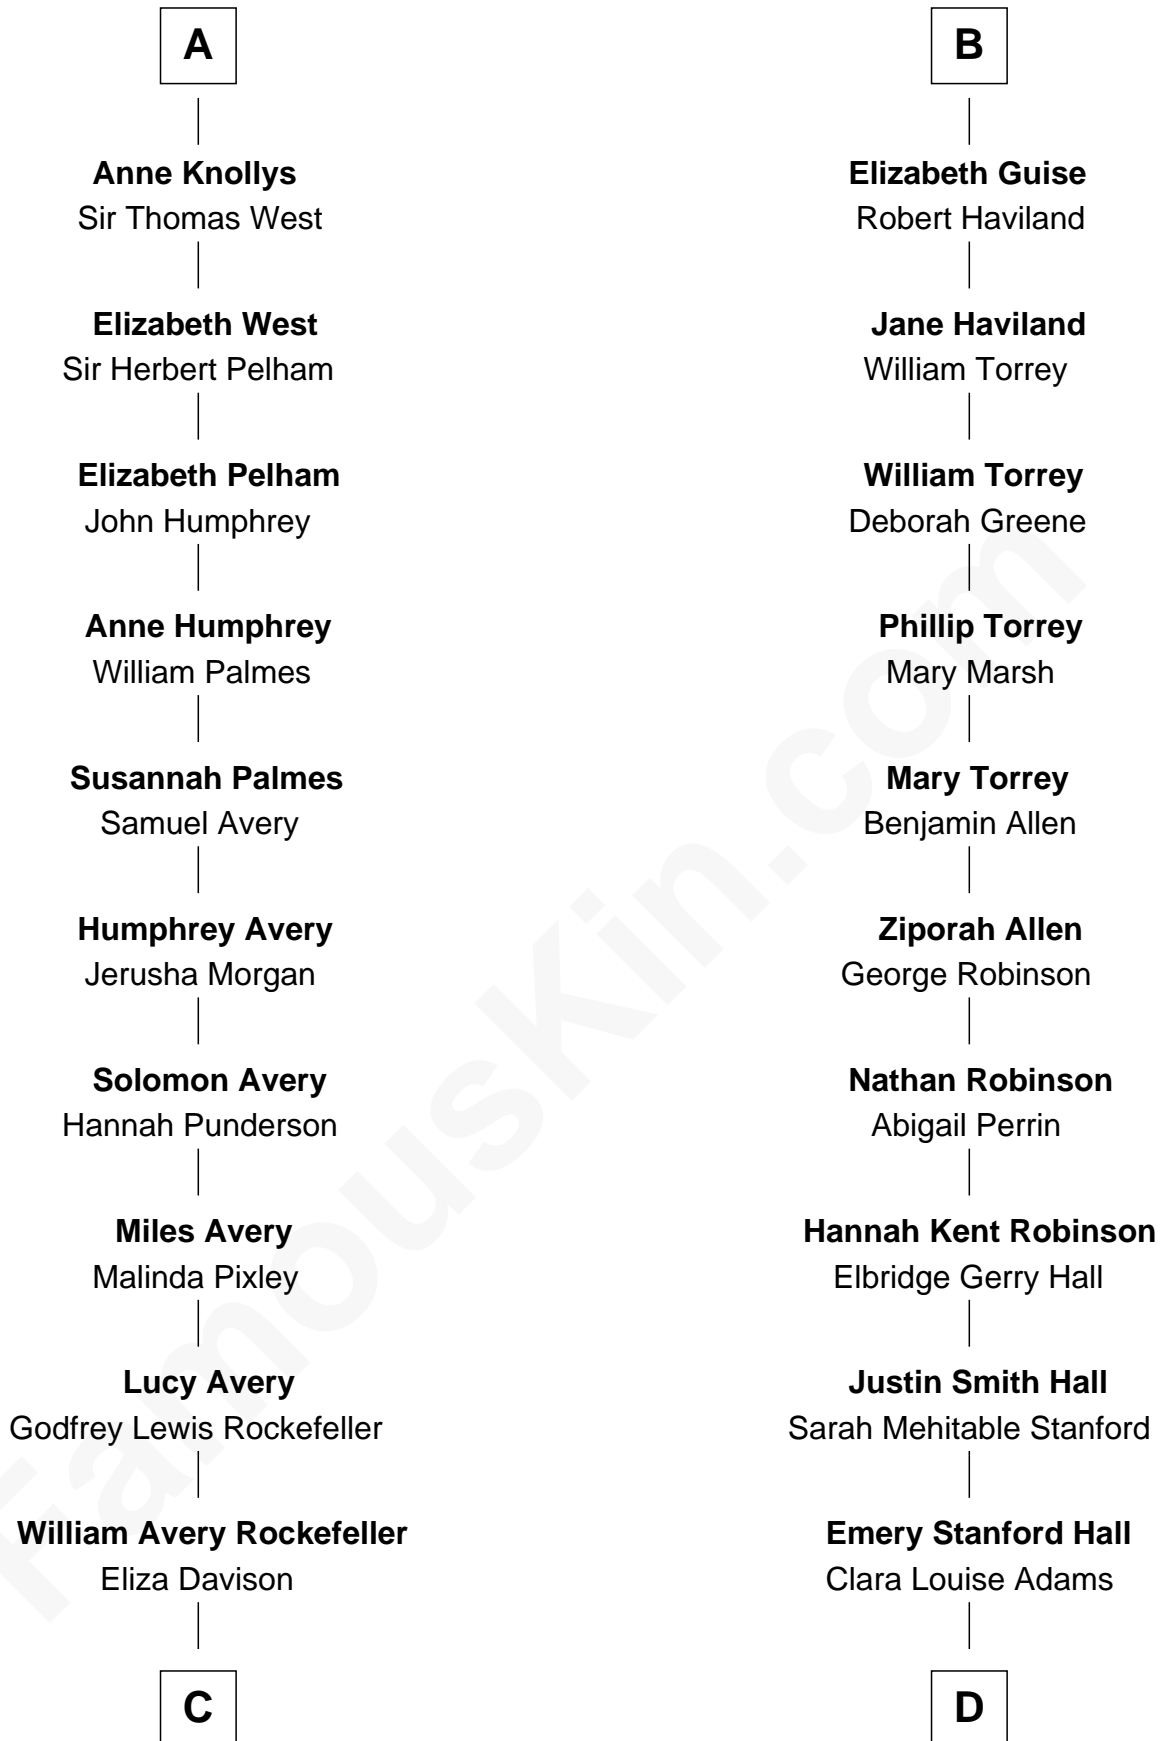 A
Anne Knollys
Sir Thomas West
Elizabeth West
Sir Herbert Pelham
Elizabeth Pelham
John Humphrey
Anne Humphrey
William Palmes
Susannah Palmes
Samuel Avery
Humphrey Avery
Jerusha Morgan
Solomon Avery
Hannah Punderson
Miles Avery
Malinda Pixley
Lucy Avery
Godfrey Lewis Rockefeller
William Avery Rockefeller
Eliza Davison
C
B
Elizabeth Guise
Robert Haviland
Jane Haviland
William Torrey
William Torrey
Deborah Greene
Phillip Torrey
Mary Marsh
Mary Torrey
Benjamin Allen
Ziporah Allen
George Robinson
Nathan Robinson
Abigail Perrin
Hannah Kent Robinson
Elbridge Gerry Hall
Justin Smith Hall
Sarah Mehitable Stanford
Emery Stanford Hall
Clara Louise Adams
D
FamousKin.com